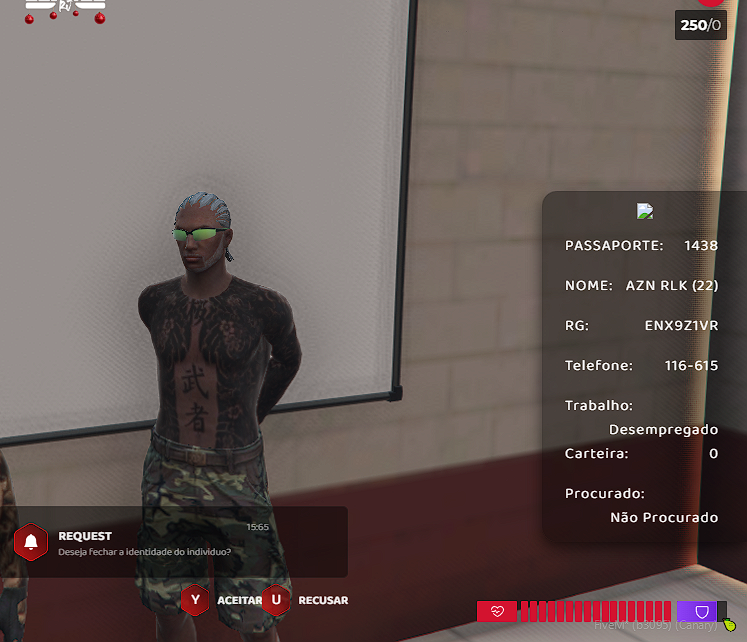 RJ
250/0
PASSAPORTE: 1438
NOME: AZN RLK (22)
RG: ENX9Z1VR
Telefone: 116-615
Trabalho:
Desempregado
Carteira: 0
Procurado:
Não Procurado
武
者
REQUEST 15:65
Deseja fechar a identidade do individuo?
Y ACEITAR U RECUSAR
FiveM® (b3095) (Canary)